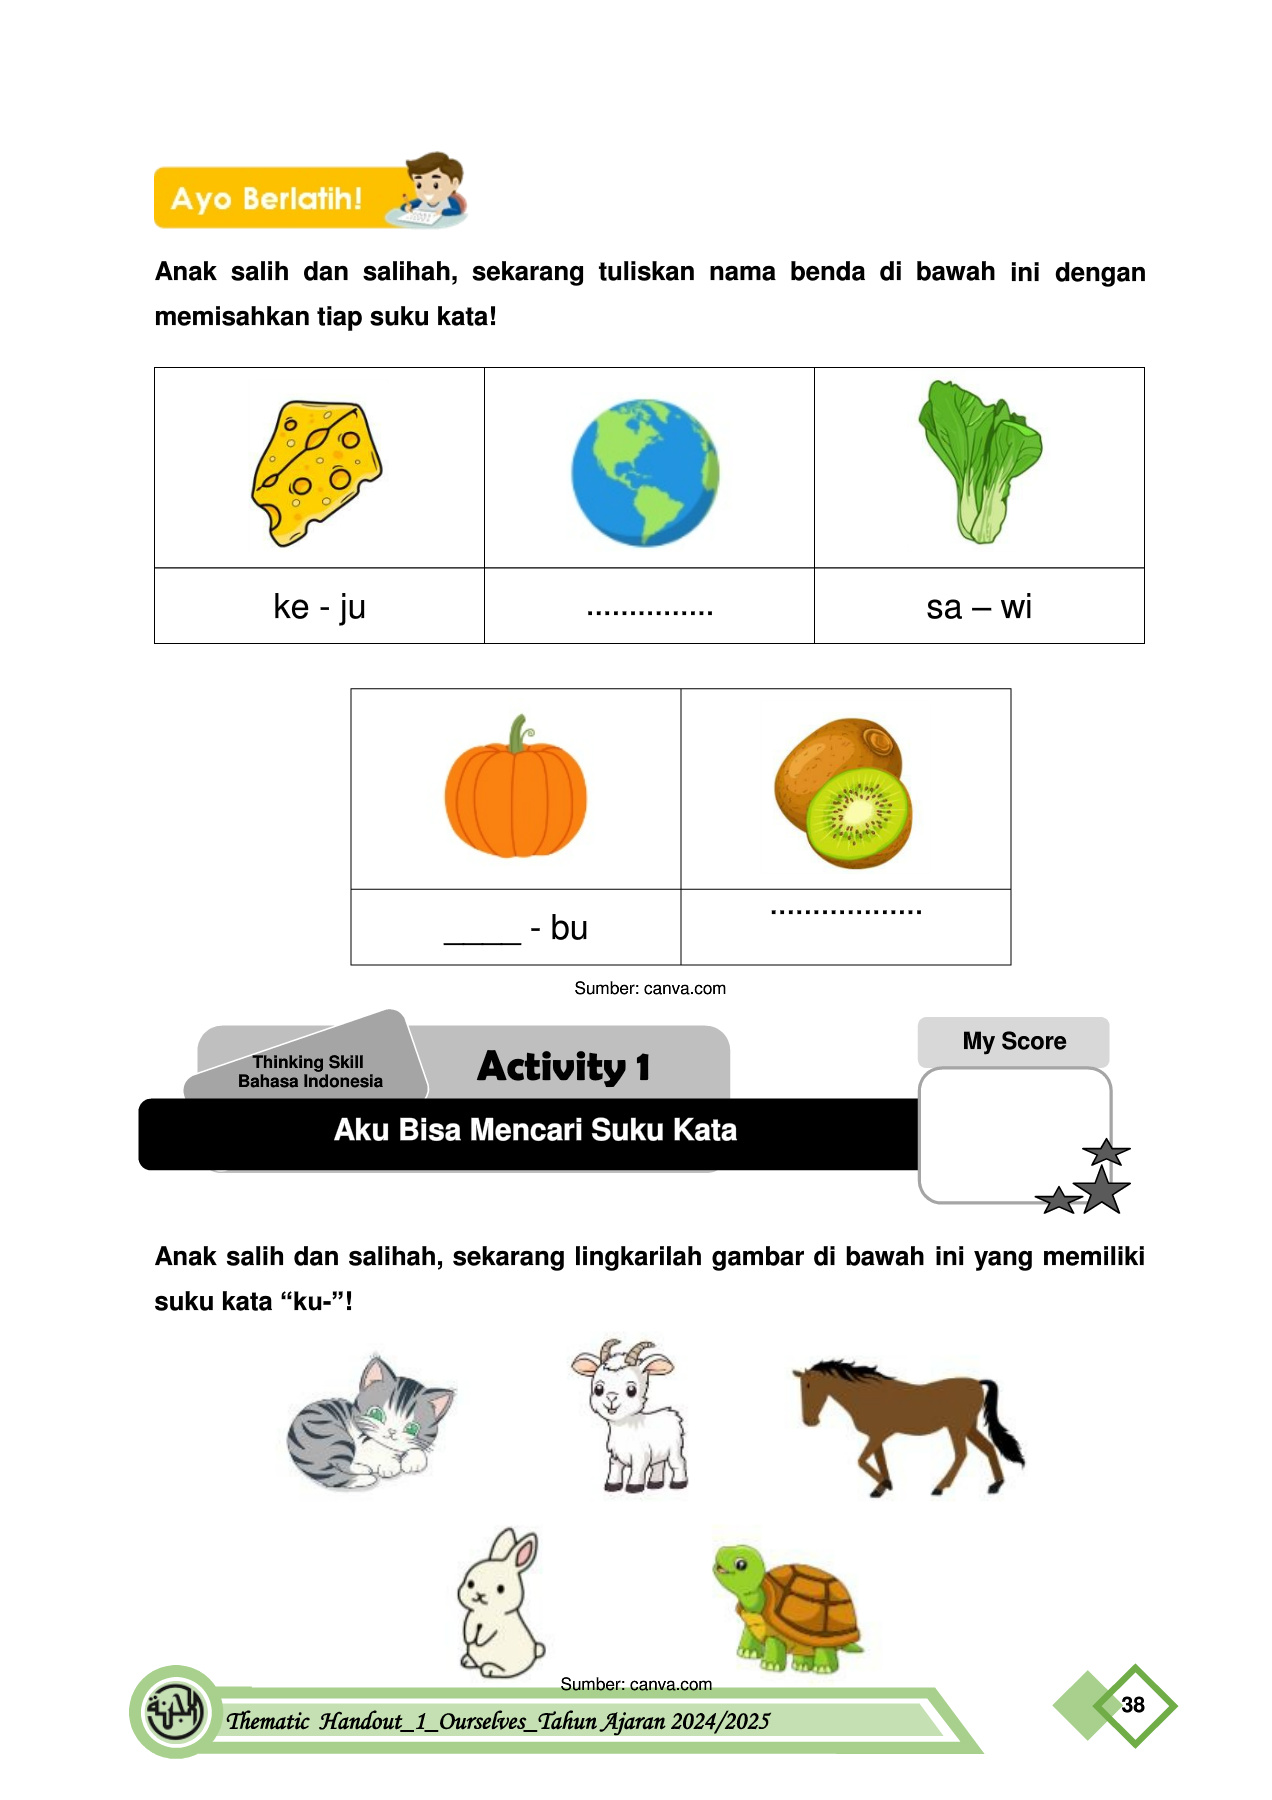 Ayo Berlatih!
Anak salih dan salihah, sekarang tuliskan nama benda di bawah ini dengan
memisahkan tiap suku kata!
ke - ju
...............
sa – wi
____ - bu
..................
Sumber: canva.com
Thinking Skill
Bahasa Indonesia
Activity 1
My Score
Aku Bisa Mencari Suku Kata
Anak salih dan salihah, sekarang lingkarilah gambar di bawah ini yang memiliki
suku kata “ku-”!
Sumber: canva.com
Thematic Handout_1_Ourselves_Tahun Ajaran 2024/2025
38